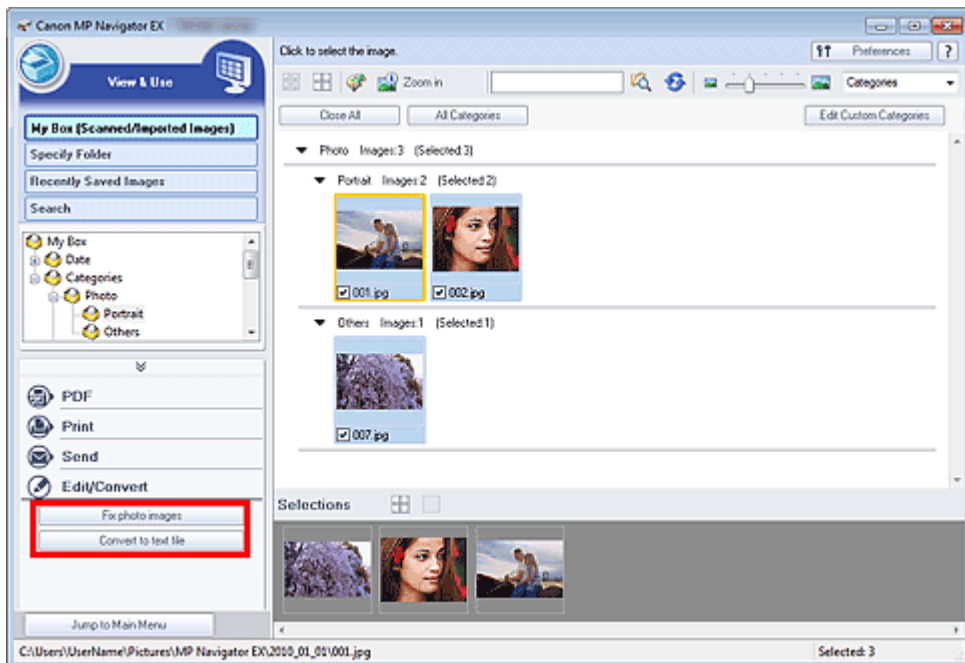 Canon MP Navigator EX
View & Use
My Box (Scanned/Imported Images)
Specify Folder
Recently Saved Images
Search
My Box
Date
Categories
Photo
Portrait
Others
PDF
Print
Send
Edit/Convert
Fix photo images
Convert to text file
Jump to Main Menu
Click to select the image.
Preferences
?
Zoom in
Categories
Close All
All Categories
Edit Custom Categories
Photo Images:3 (Selected:3)
Portrait Images:2 (Selected:2)
001.jpg
002.jpg
Others Images:1 (Selected:1)
007.jpg
Selections
C:\Users\UserName\Pictures\MP Navigator EX\2010_01_01\001.jpg
Selected: 3